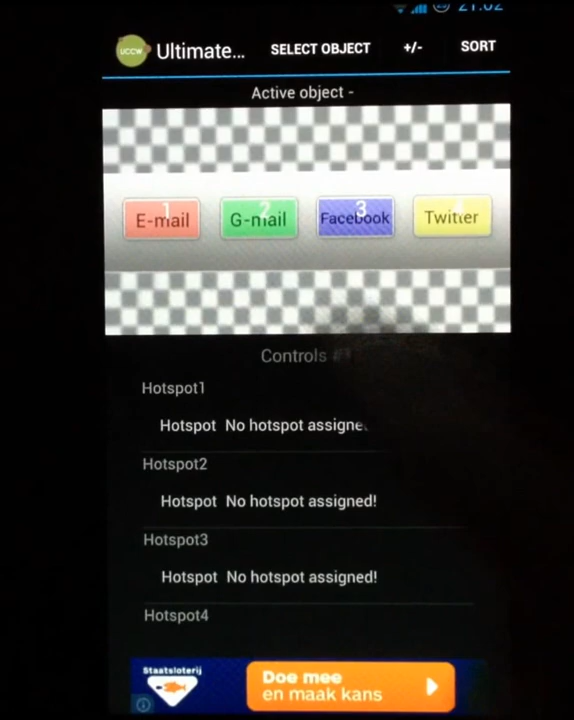 21:02
UCCW Ultimate... SELECT OBJECT +/- SORT
Active object -
1 2 3
E-mail G-mail Facebook Twitter
Controls
Hotspot1
Hotspot No hotspot assigned
Hotspot2
Hotspot No hotspot assigned!
Hotspot3
Hotspot No hotspot assigned!
Hotspot4
Staatsloterij
Doe mee
en maak kans